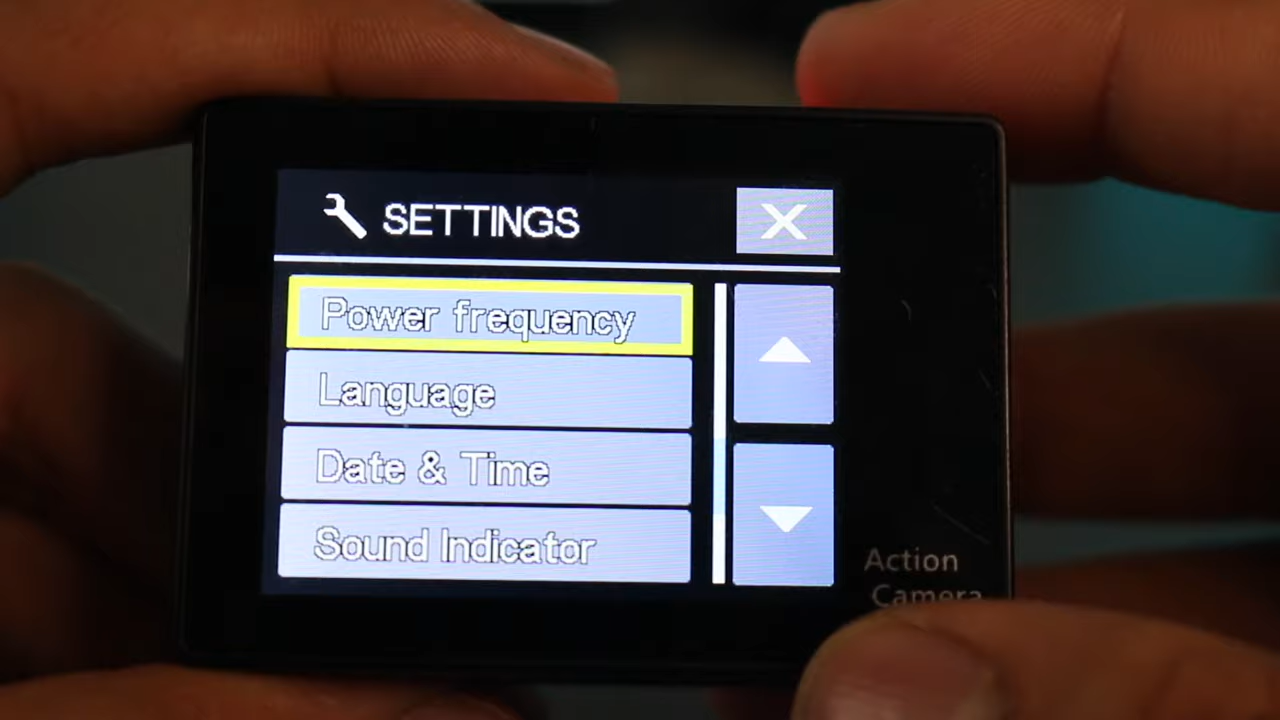 SETTINGS
Power frequency
Language
Date & Time
Sound Indicator
Action
Camera